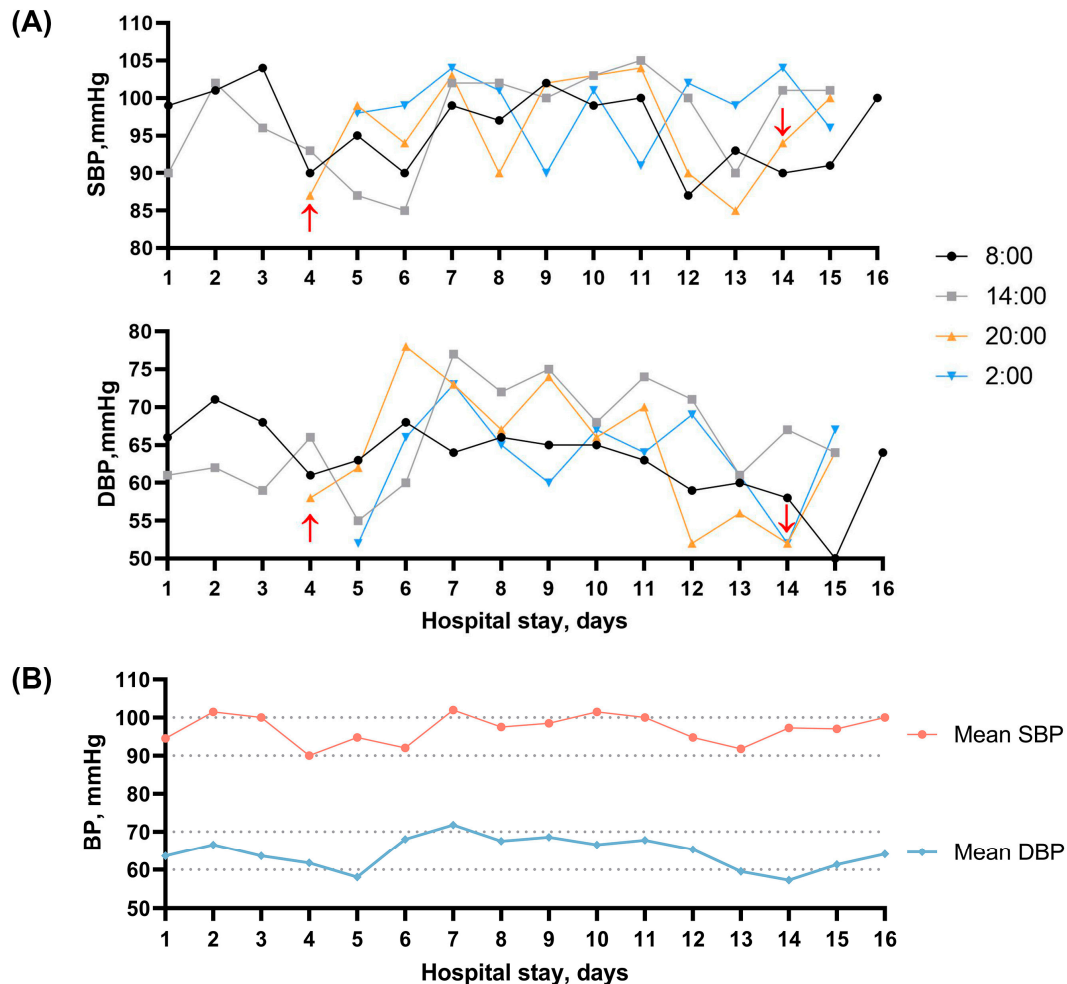 (A)
SBP,mmHg
110
105
100
95
90
85
80
1 2 3 4 5 6 7 8 9 10 11 12 13 14 15 16
8:00
14:00
20:00
2:00
DBP,mmHg
80
75
70
65
60
55
50
1 2 3 4 5 6 7 8 9 10 11 12 13 14 15 16
Hospital stay, days
(B)
BP, mmHg
110
100
90
80
70
60
50
1 2 3 4 5 6 7 8 9 10 11 12 13 14 15 16
Hospital stay, days
Mean SBP
Mean DBP